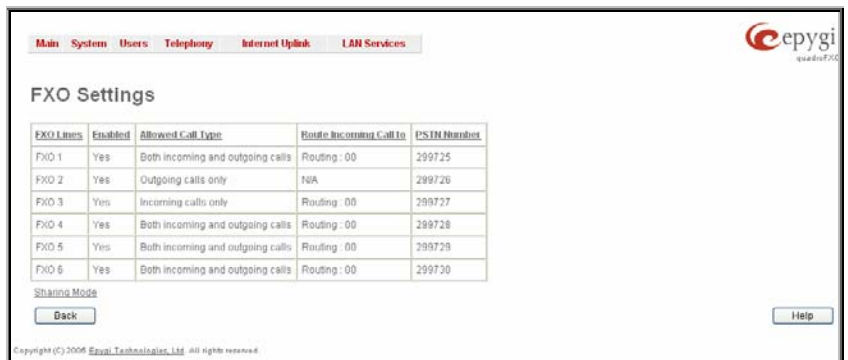 Main System Users Telephony Internet Uplink LAN Services
epygi
quadroFXO
FXO Settings
FXO Lines Enabled Allowed Call Type Route Incoming Call to PSTN Number
FXO 1 Yes Both incoming and outgoing calls Routing : 00 299725
FXO 2 Yes Outgoing calls only N/A 299726
FXO 3 Yes Incoming calls only Routing : 00 299727
FXO 4 Yes Both incoming and outgoing calls Routing : 00 299728
FXO 5 Yes Both incoming and outgoing calls Routing : 00 299729
FXO 6 Yes Both incoming and outgoing calls Routing : 00 299730
Sharing Mode
Back Help
Copyright (C) 2006 Epygi Technologies, Ltd. All rights reserved.